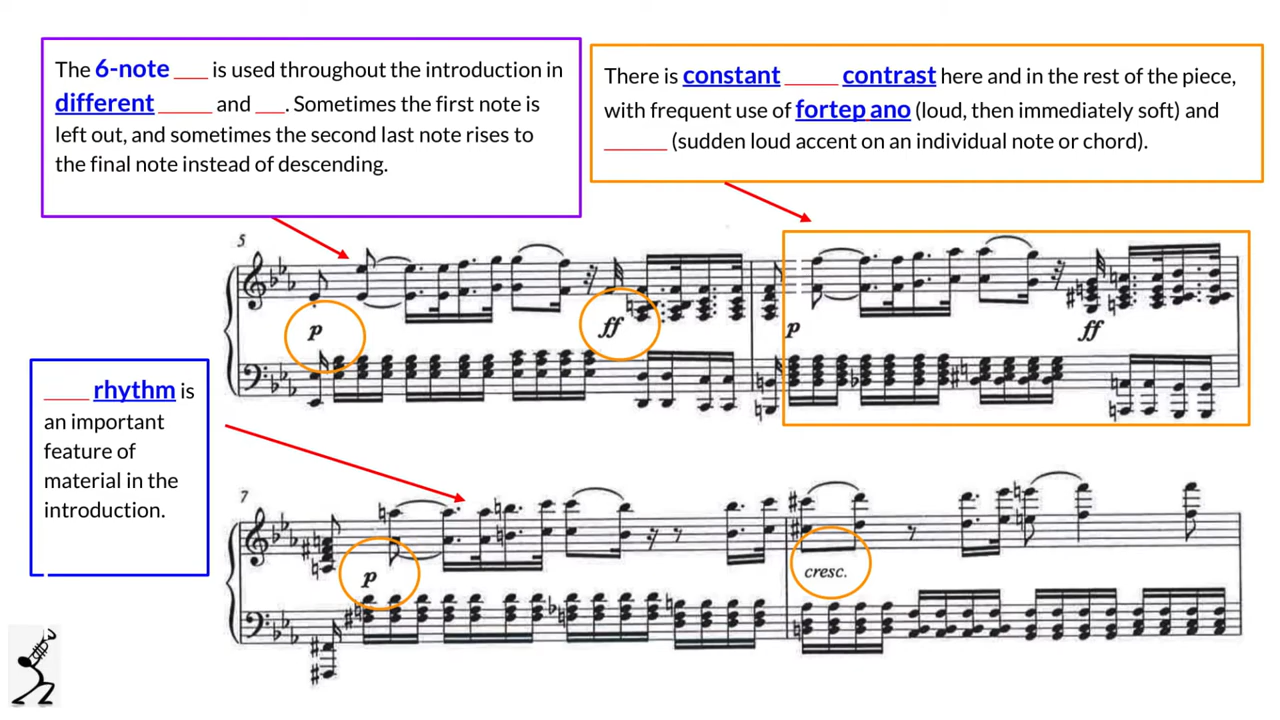 The 6-note ___ is used throughout the introduction in
different _____ and ___. Sometimes the first note is
left out, and sometimes the second last note rises to
the final note instead of descending.
There is constant _____ contrast here and in the rest of the piece,
with frequent use of fortep ano (loud, then immediately soft) and
______ (sudden loud accent on an individual note or chord).
5
p
ff
p
ff
____ rhythm is
an important
feature of
material in the
introduction.
7
p
cresc.